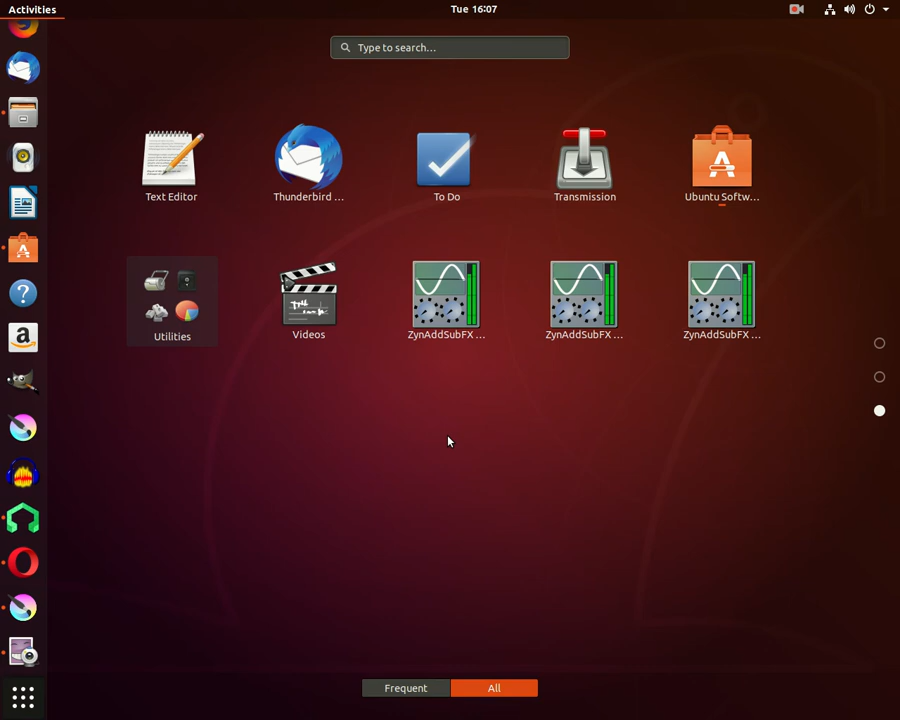 Activities
Tue 16:07
Type to search...
Text Editor
Thunderbird ...
To Do
Transmission
Ubuntu Softw...
Utilities
Videos
ZynAddSubFX ...
ZynAddSubFX ...
ZynAddSubFX ...
Frequent
All